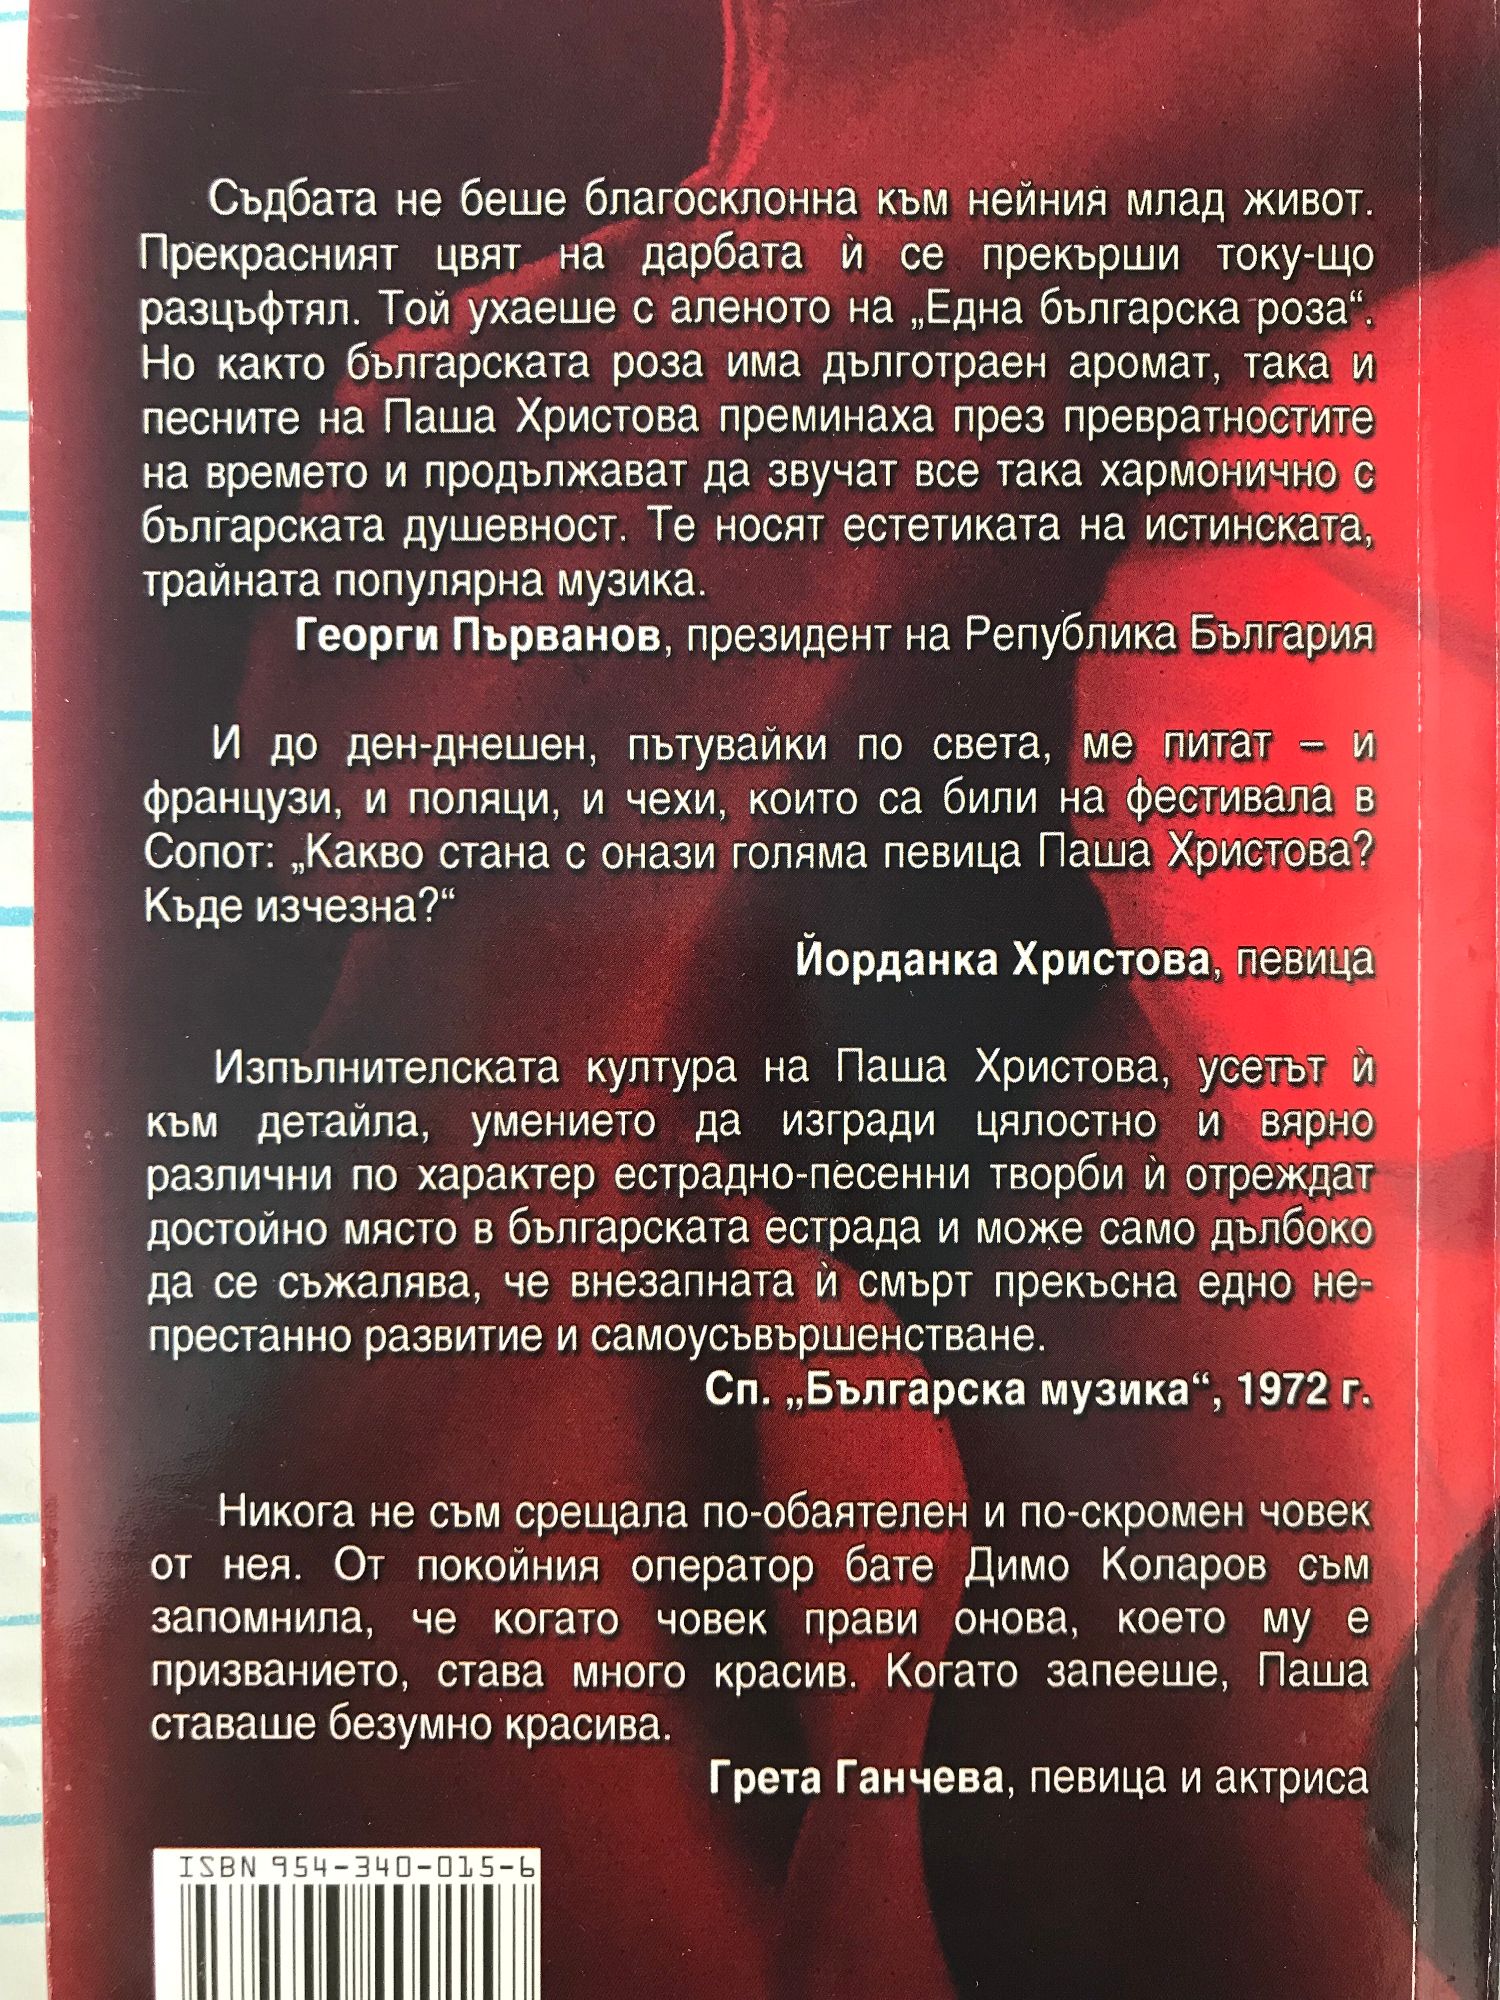 Съдбата не беше благосклонна към нейния млад живот.
Прекрасният цвят на дарбата ѝ се прекърши току-що
разцъфтял. Той ухаеше с аленото на „Една българска роза“.
Но както българската роза има дълготраен аромат, така и
песните на Паша Христова преминаха през превратностите
на времето и продължават да звучат все така хармонично с
българската душевност. Те носят естетиката на истинската,
трайната популярна музика.
Георги Първанов, президент на Република България
И до ден-днешен, пътувайки по света, ме питат – и
французи, и поляци, и чехи, които са били на фестивала в
Сопот: „Какво стана с онази голяма певица Паша Христова?
Къде изчезна?“
Йорданка Христова, певица
Изпълнителската култура на Паша Христова, усетът ѝ
към детайла, умението да изгради цялостно и вярно
различни по характер естрадно-песенни творби ѝ отреждат
достойно място в българската естрада и може само дълбоко
да се съжалява, че внезапната ѝ смърт прекъсна едно не-
престанно развитие и самоусъвършенстване.
Сп. „Българска музика“, 1972 г.
Никога не съм срещала по-обаятелен и по-скромен човек
от нея. От покойния оператор бате Димо Коларов съм
запомнила, че когато човек прави онова, което му е
призванието, става много красив. Когато запееше, Паша
ставаше безумно красива.
Грета Ганчева, певица и актриса
ISBN 954-340-015-6